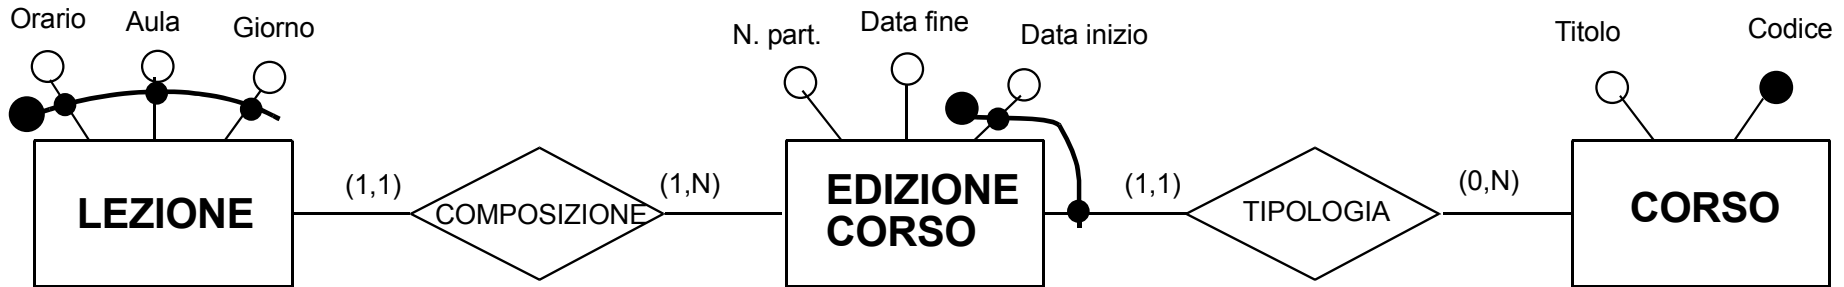 Orario
Aula
Giorno
N. part.
Data fine
Data inizio
Titolo
Codice
LEZIONE
(1,1)
COMPOSIZIONE
(1,N)
EDIZIONE
CORSO
(1,1)
TIPOLOGIA
(0,N)
CORSO